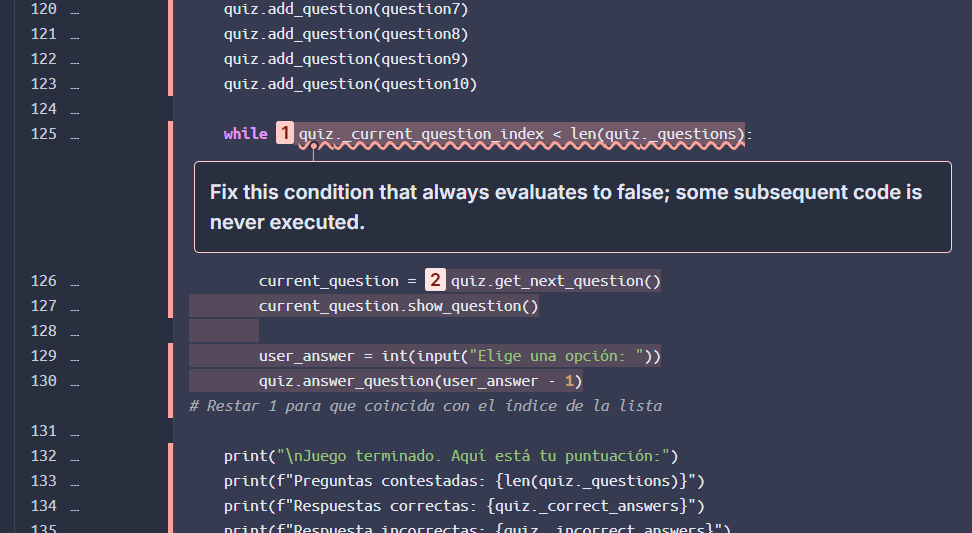 120 … quiz.add_question(question7)
121 … quiz.add_question(question8)
122 … quiz.add_question(question9)
123 … quiz.add_question(question10)
124 …
125 … while 1 quiz._current_question_index < len(quiz._questions):
Fix this condition that always evaluates to false; some subsequent code is
never executed.
126 … current_question = 2 quiz.get_next_question()
127 … current_question.show_question()
128 …
129 … user_answer = int(input("Elige una opción: "))
130 … quiz.answer_question(user_answer - 1)
# Restar 1 para que coincida con el índice de la lista
131 …
132 … print("\nJuego terminado. Aquí está tu puntuación:")
133 … print(f"Preguntas contestadas: {len(quiz._questions)}")
134 … print(f"Respuestas correctas: {quiz._correct_answers}")
135 … print(f"Respuesta incorrectas: {quiz._incorrect_answers}")